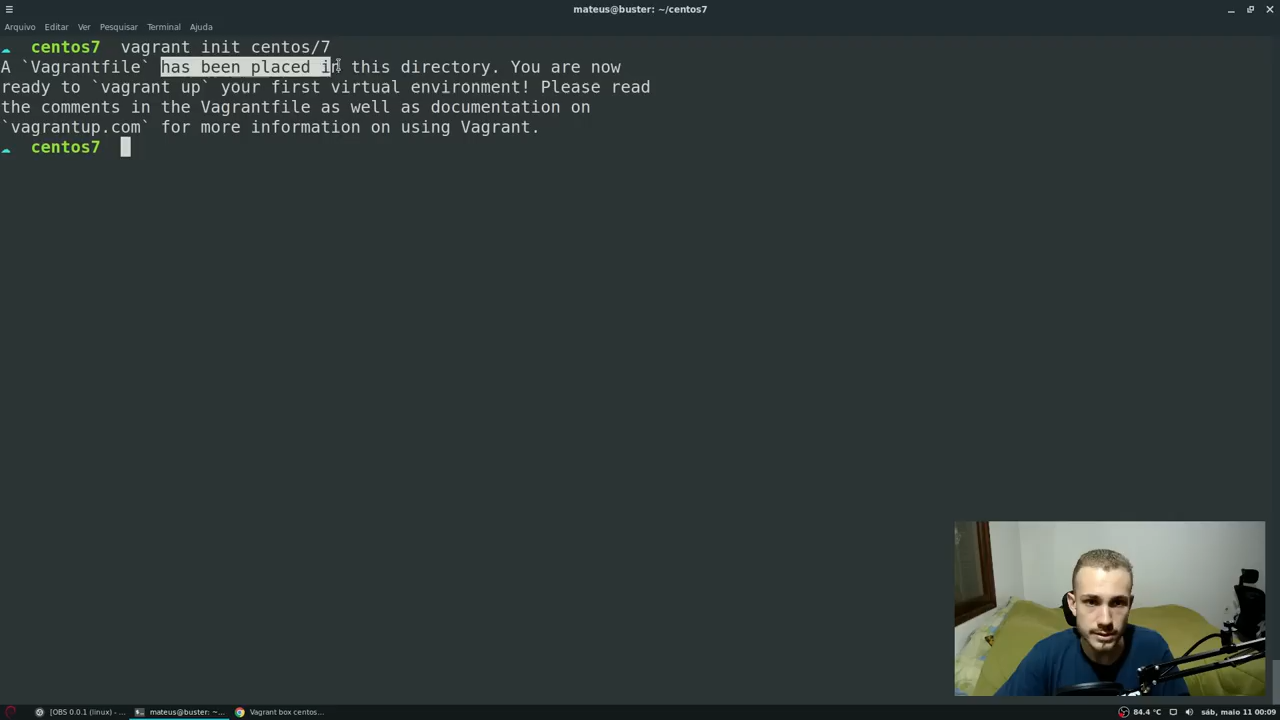 mateus@buster: ~/centos7
Arquivo Editar Ver Pesquisar Terminal Ajuda
centos7 vagrant init centos/7
A `Vagrantfile` has been placed in this directory. You are now
ready to `vagrant up` your first virtual environment! Please read
the comments in the Vagrantfile as well as documentation on
`vagrantup.com` for more information on using Vagrant.
centos7
[OBS 0.0.1 (linux) - ... mateus@buster: ~... Vagrant box centos... 84.4 °C sáb, maio 11 00:09